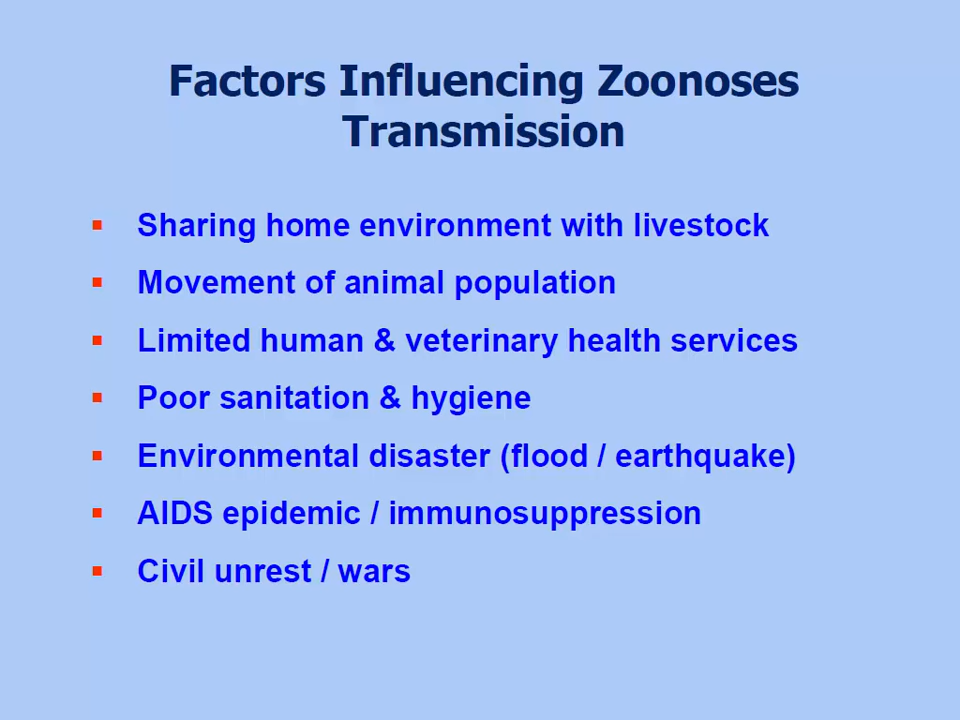 Factors Influencing Zoonoses
Transmission
▪ Sharing home environment with livestock
▪ Movement of animal population
▪ Limited human & veterinary health services
▪ Poor sanitation & hygiene
▪ Environmental disaster (flood / earthquake)
▪ AIDS epidemic / immunosuppression
▪ Civil unrest / wars